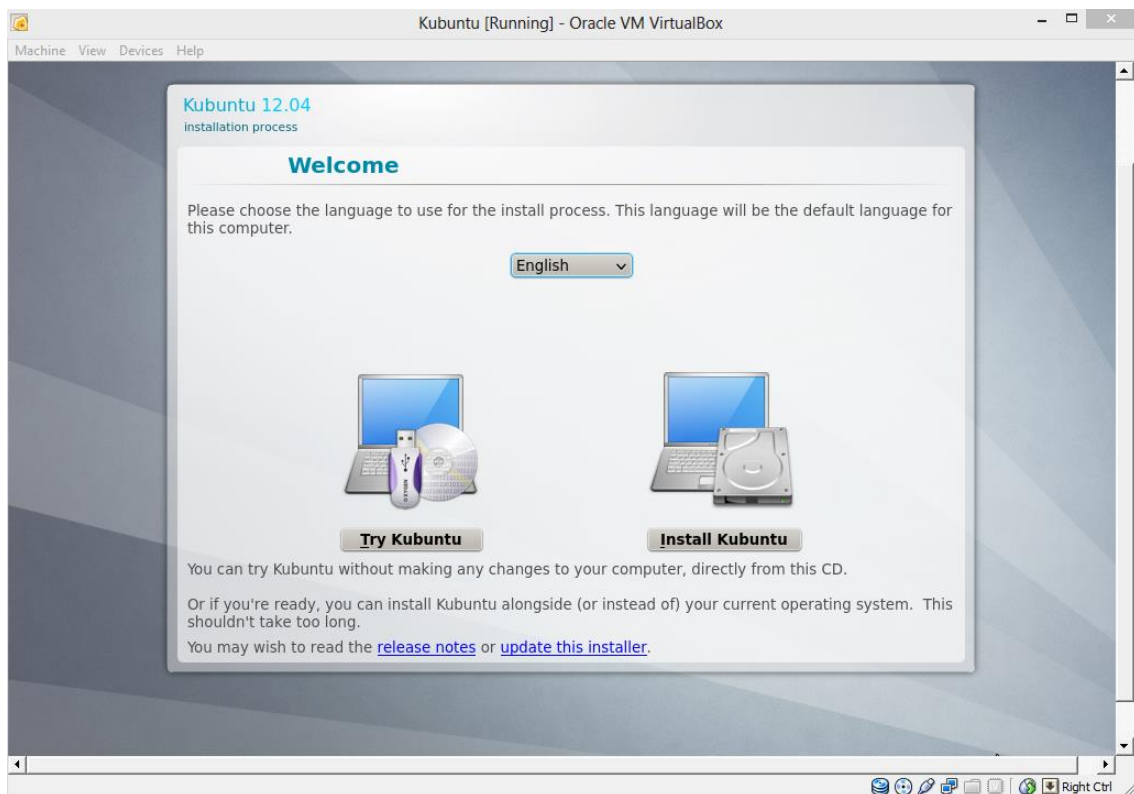 Kubuntu [Running] - Oracle VM VirtualBox
Machine View Devices Help
Kubuntu 12.04
installation process
Welcome
Please choose the language to use for the install process. This language will be the default language for
this computer.
English
Try Kubuntu
Install Kubuntu
You can try Kubuntu without making any changes to your computer, directly from this CD.
Or if you're ready, you can install Kubuntu alongside (or instead of) your current operating system. This
shouldn't take too long.
You may wish to read the release notes or update this installer.
Right Ctrl